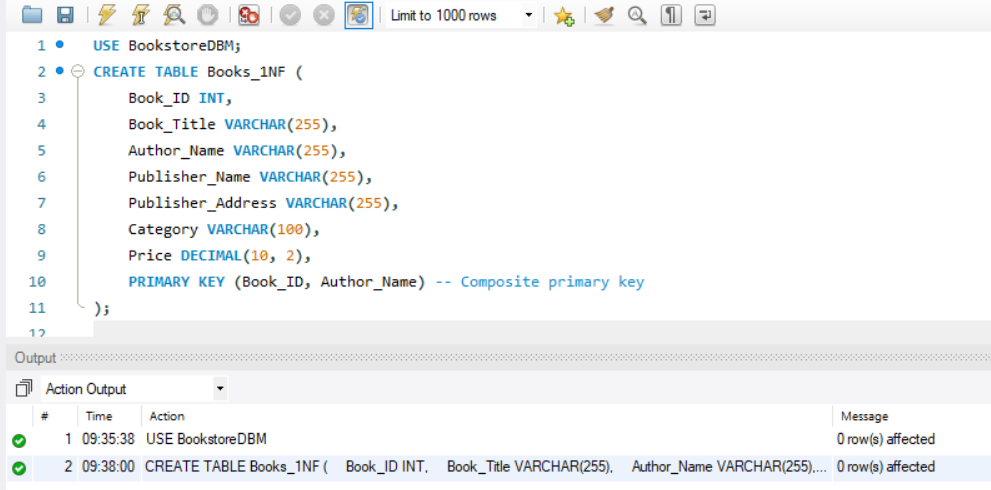 Limit to 1000 rows
1 USE BookstoreDBM;
2 CREATE TABLE Books_1NF (
3 Book_ID INT,
4 Book_Title VARCHAR(255),
5 Author_Name VARCHAR(255),
6 Publisher_Name VARCHAR(255),
7 Publisher_Address VARCHAR(255),
8 Category VARCHAR(100),
9 Price DECIMAL(10, 2),
10 PRIMARY KEY (Book_ID, Author_Name) -- Composite primary key
11 );
12
Output
Action Output
# Time Action Message
1 09:35:38 USE BookstoreDBM 0 row(s) affected
2 09:38:00 CREATE TABLE Books_1NF ( Book_ID INT, Book_Title VARCHAR(255), Author_Name VARCHAR(255),... 0 row(s) affected